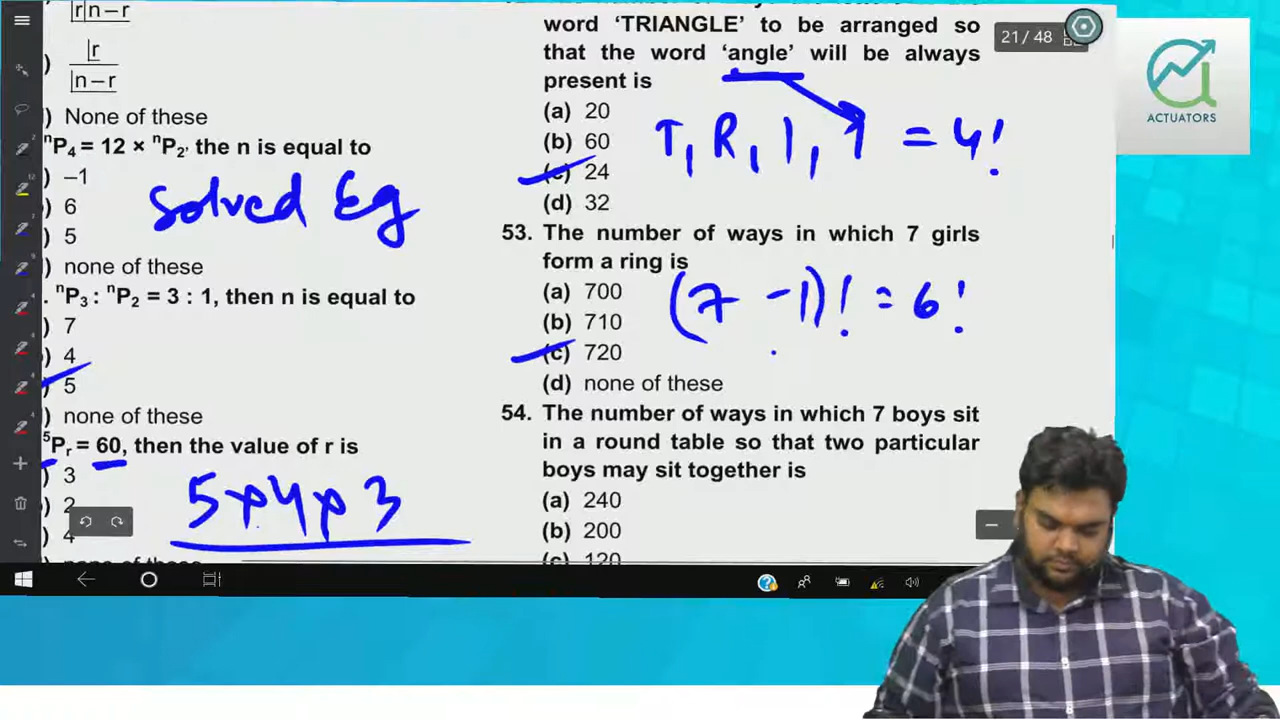 |r|n–r
) |r
|n–r
) None of these
ⁿP₄ = 12 × ⁿP₂, the n is equal to
) –1
) 6
) 5
) none of these
. ⁿP₃ : ⁿP₂ = 3 : 1, then n is equal to
) 7
) 4
) 5
) none of these
⁵Pᵣ = 60, then the value of r is
) 3
) 2
) 4
Solved Eg
5 × 4 × 3
word ‘TRIANGLE’ to be arranged so
that the word ‘angle’ will be always
present is
(a) 20
(b) 60
(c) 24
(d) 32
T, R, I, 1 = 4!
53. The number of ways in which 7 girls
form a ring is
(a) 700
(b) 710
(c) 720
(d) none of these
(7 - 1)! = 6!
54. The number of ways in which 7 boys sit
in a round table so that two particular
boys may sit together is
(a) 240
(b) 200
(c) 120
21 / 48
ACTUATORS